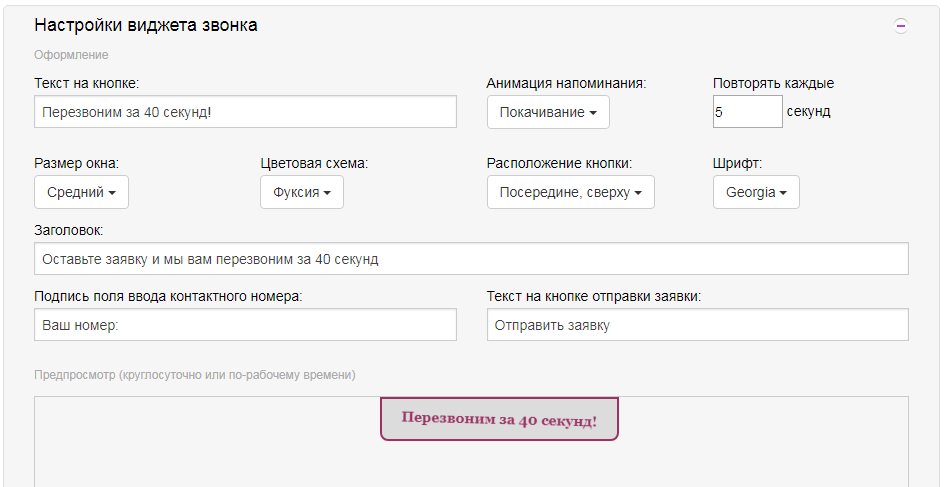 Настройки виджета звонка
Оформление
Текст на кнопке: Анимация напоминания: Повторять каждые
Перезвоним за 40 секунд! Покачивание 5 секунд
Размер окна: Цветовая схема: Расположение кнопки: Шрифт:
Средний Фуксия Посередине, сверху Georgia
Заголовок:
Оставьте заявку и мы вам перезвоним за 40 секунд
Подпись поля ввода контактного номера: Текст на кнопке отправки заявки:
Ваш номер: Отправить заявку
Предпросмотр (круглосуточно или по-рабочему времени)
Перезвоним за 40 секунд!